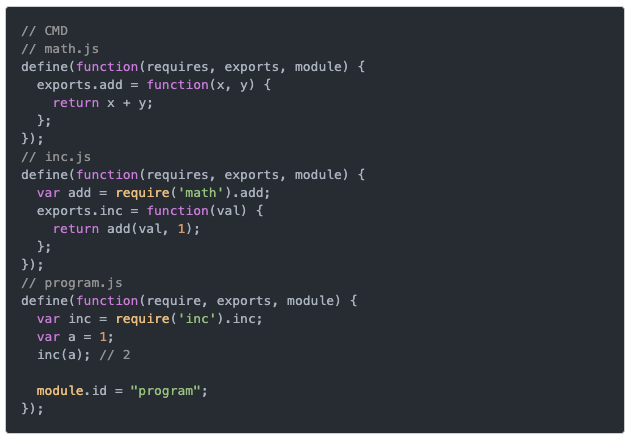 // CMD
// math.js
define(function(requires, exports, module) {
  exports.add = function(x, y) {
    return x + y;
  };
});
// inc.js
define(function(requires, exports, module) {
  var add = require('math').add;
  exports.inc = function(val) {
    return add(val, 1);
  };
});
// program.js
define(function(require, exports, module) {
  var inc = require('inc').inc;
  var a = 1;
  inc(a); // 2

  module.id = "program";
});